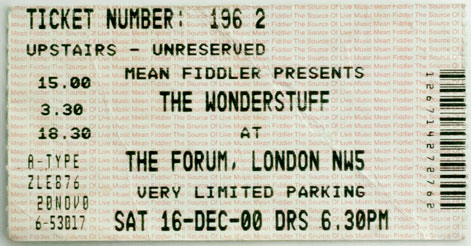 TICKET NUMBER: 196 2
UPSTAIRS - UNRESERVED
MEAN FIDDLER PRESENTS
15.00
THE WONDERSTUFF
3.30
18.30
AT
A-TYPE
THE FORUM, LONDON NW5
ZLEB76
VERY LIMITED PARKING
20NOV0
6-53017
SAT 16-DEC-00 DRS 6.30PM